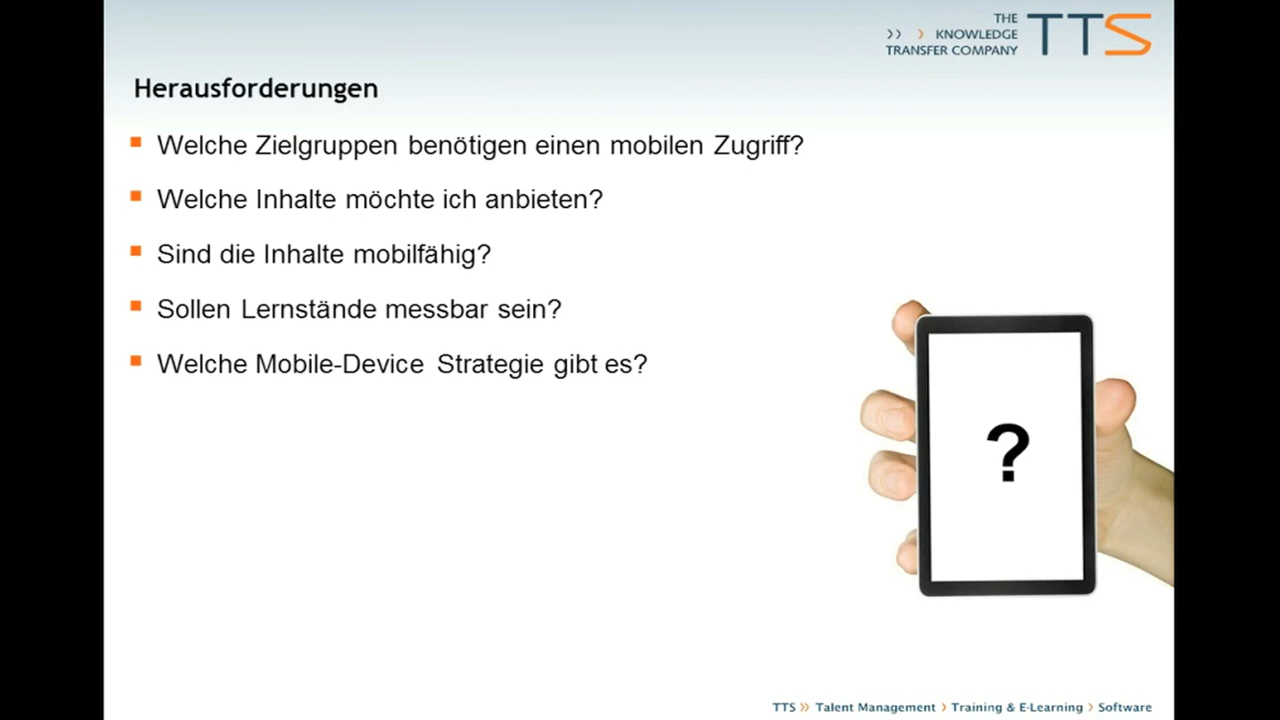 THE
›› › KNOWLEDGE
TRANSFER COMPANY
TTS
Herausforderungen
Welche Zielgruppen benötigen einen mobilen Zugriff?
Welche Inhalte möchte ich anbieten?
Sind die Inhalte mobilfähig?
Sollen Lernstände messbar sein?
Welche Mobile-Device Strategie gibt es?
?
TTS ›› Talent Management › Training & E-Learning › Software